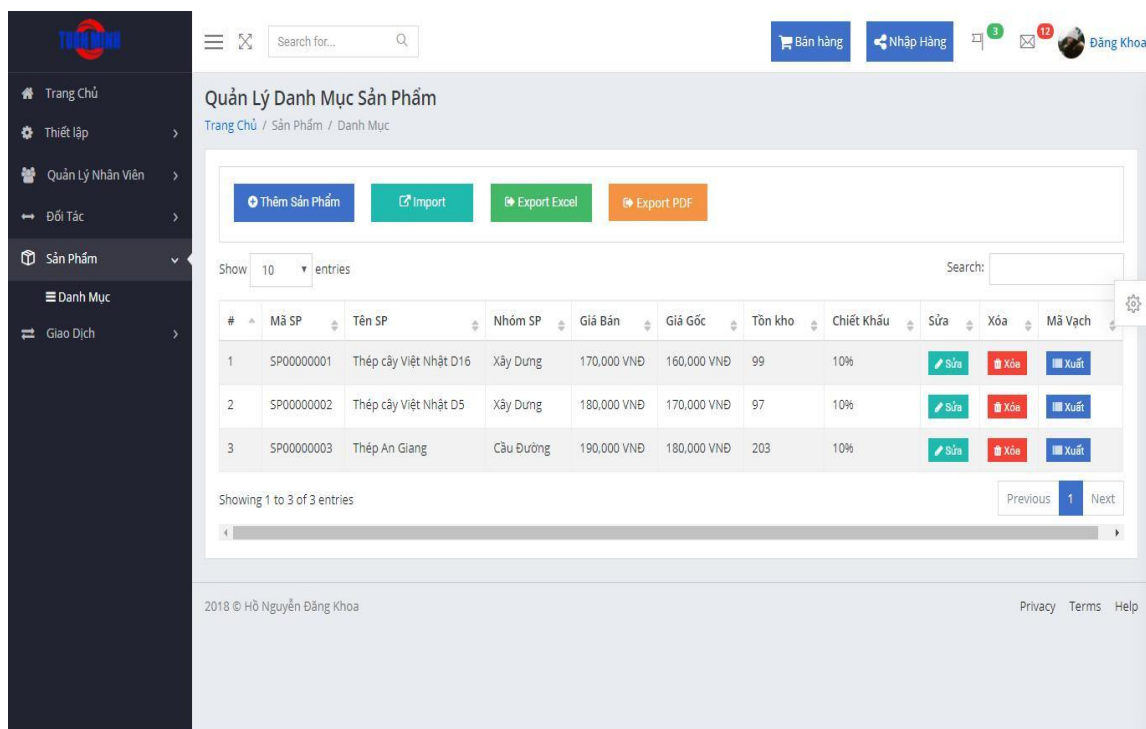 TUẤN MINH
Search for...
Bán hàng
Nhập Hàng
3
12
Đăng Khoa
Trang Chủ
Thiết lập
Quản Lý Nhân Viên
Đối Tác
Sản Phẩm
Danh Mục
Giao Dịch
Quản Lý Danh Mục Sản Phẩm
Trang Chủ / Sản Phẩm / Danh Mục
Thêm Sản Phẩm Import Export Excel Export PDF
Show 10 entries Search:
# Mã SP Tên SP Nhóm SP Giá Bán Giá Gốc Tồn kho Chiết Khấu Sửa Xóa Mã Vạch
1 SP00000001 Thép cây Việt Nhật D16 Xây Dưng 170,000 VNĐ 160,000 VNĐ 99 10% Sửa Xóa Xuất
2 SP00000002 Thép cây Việt Nhật D5 Xây Dưng 180,000 VNĐ 170,000 VNĐ 97 10% Sửa Xóa Xuất
3 SP00000003 Thép An Giang Cầu Đường 190,000 VNĐ 180,000 VNĐ 203 10% Sửa Xóa Xuất
Showing 1 to 3 of 3 entries Previous 1 Next
2018 © Hồ Nguyễn Đăng Khoa Privacy Terms Help